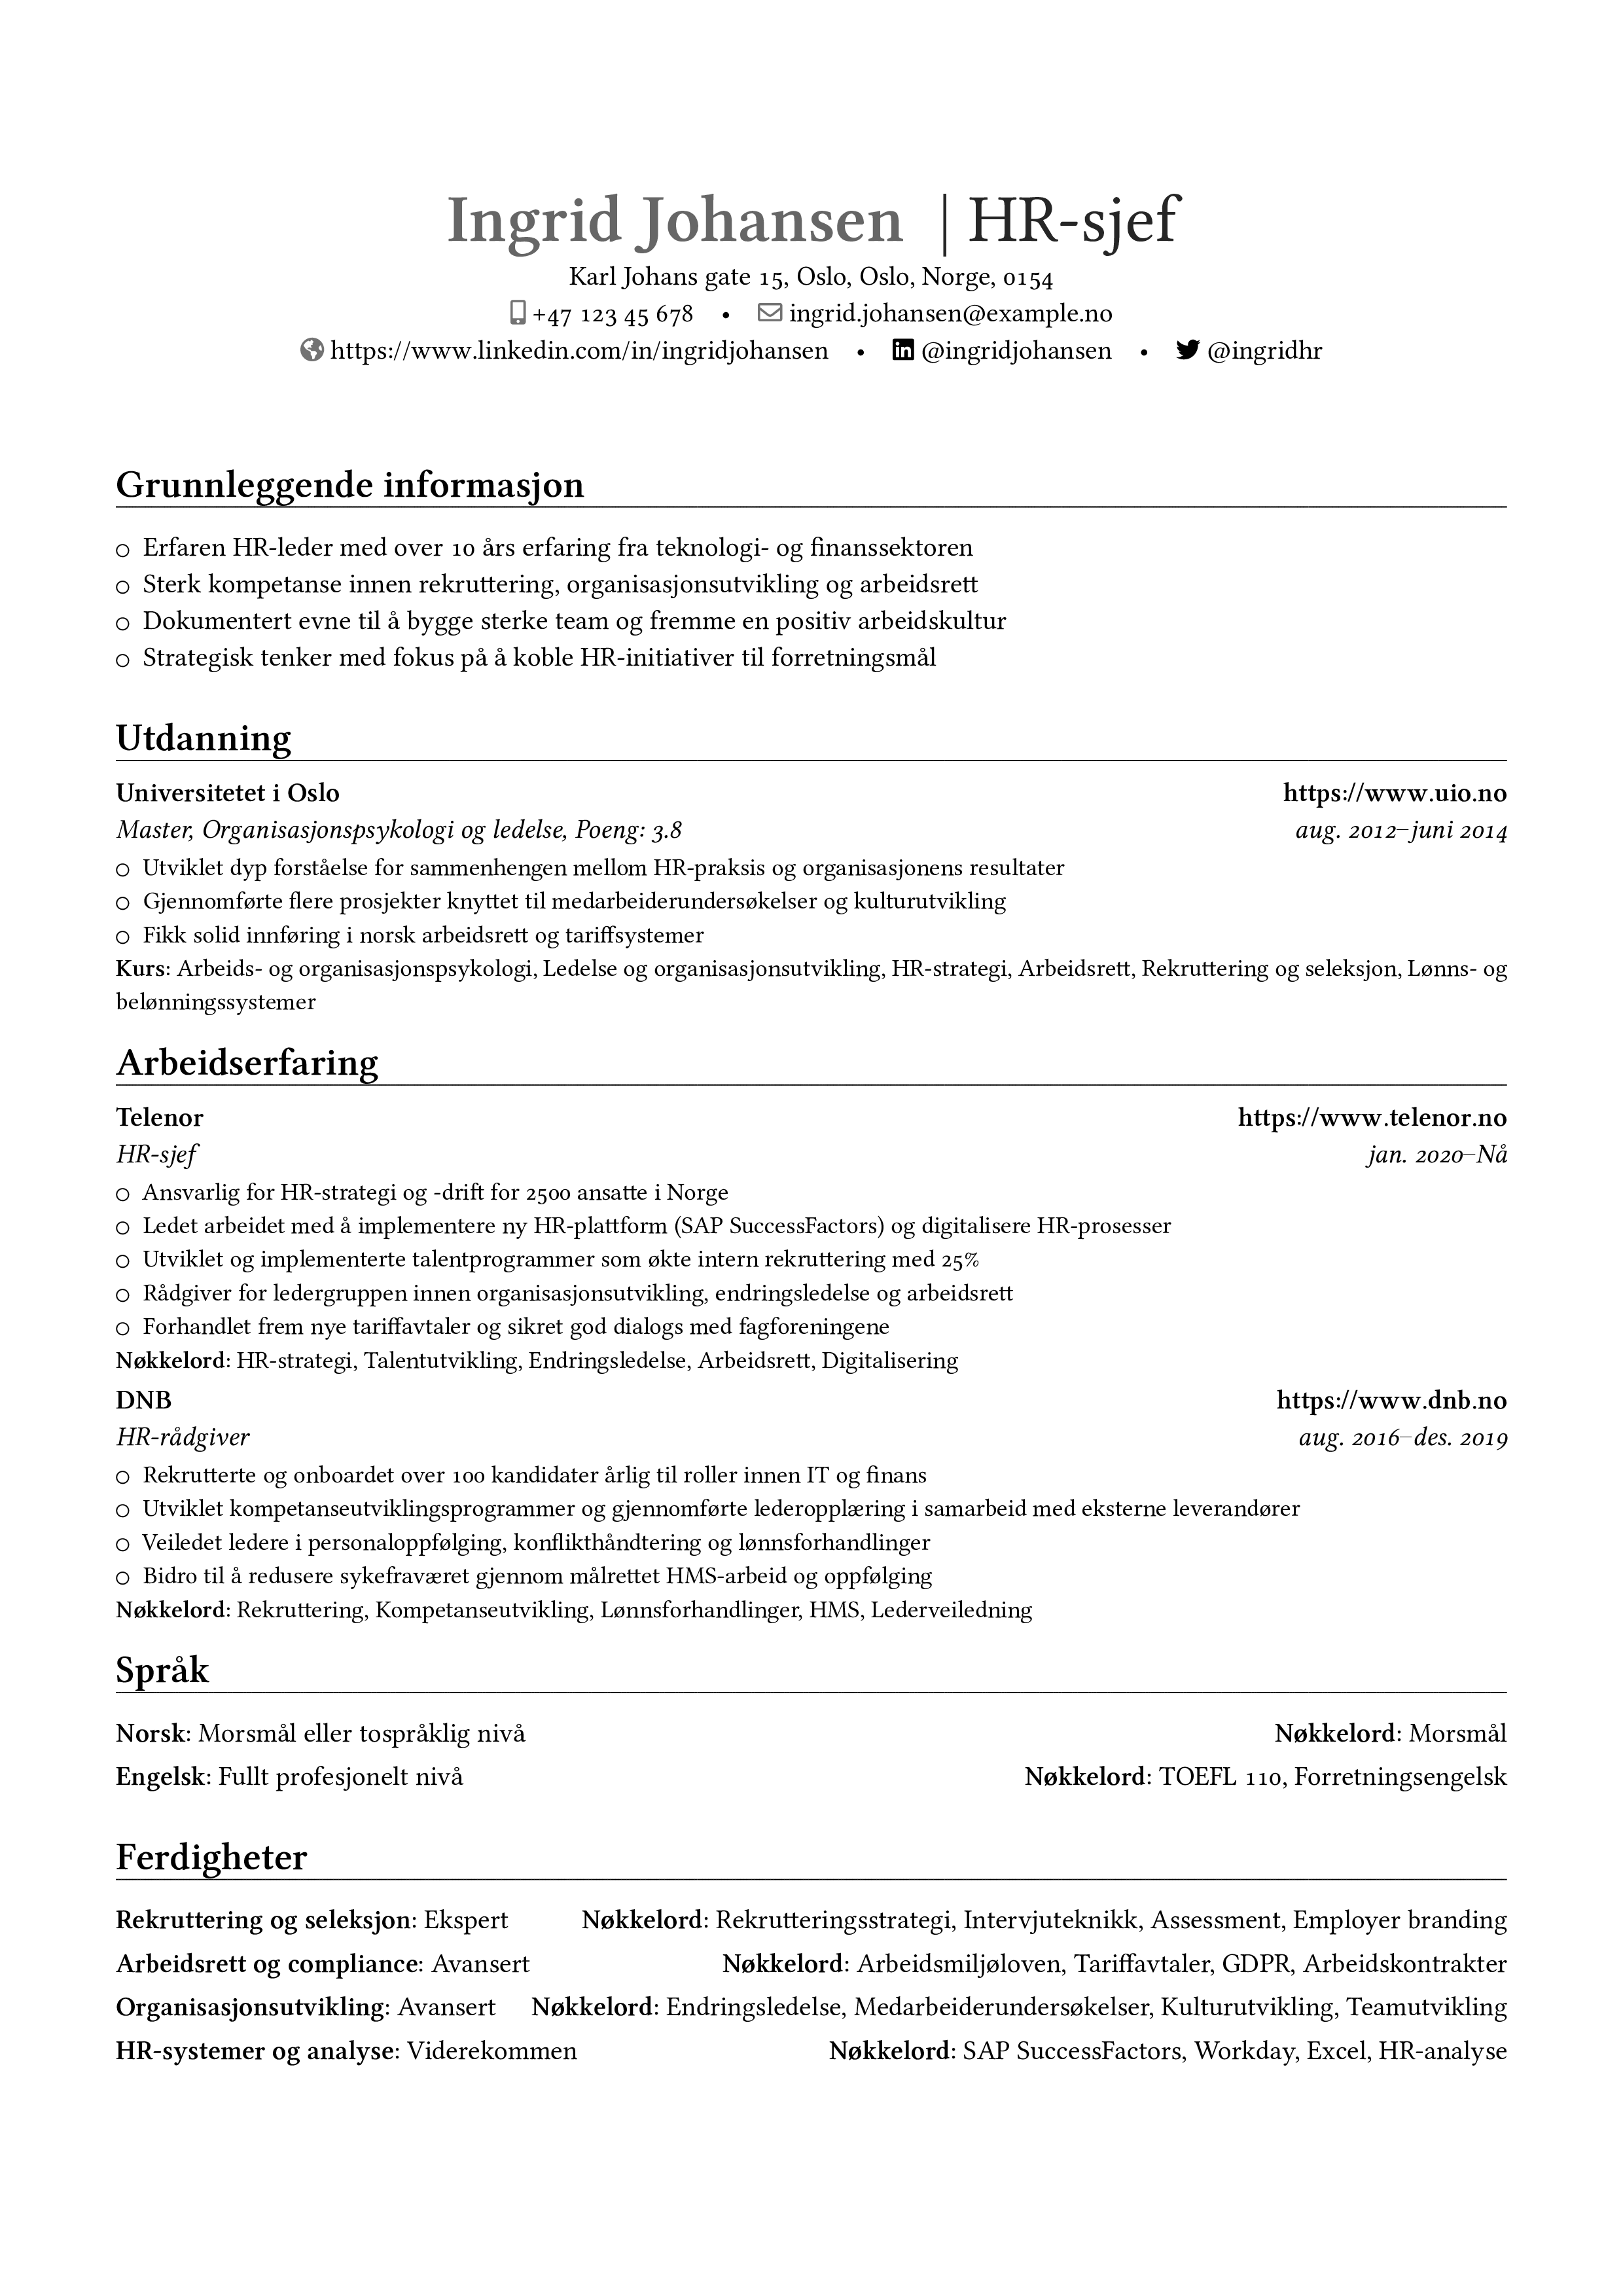 Ingrid Johansen | HR-sjef
Karl Johans gate 15, Oslo, Oslo, Norge, 0154
+47 123 45 678 • ingrid.johansen@example.no
https://www.linkedin.com/in/ingridjohansen • @ingridjohansen • @ingridhr
Grunnleggende informasjon
○ Erfaren HR-leder med over 10 års erfaring fra teknologi- og finanssektoren
○ Sterk kompetanse innen rekruttering, organisasjonsutvikling og arbeidsrett
○ Dokumentert evne til å bygge sterke team og fremme en positiv arbeidskultur
○ Strategisk tenker med fokus på å koble HR-initiativer til forretningsmål
Utdanning
Universitetet i Oslo https://www.uio.no
Master, Organisasjonspsykologi og ledelse, Poeng: 3.8 aug. 2012–juni 2014
○ Utviklet dyp forståelse for sammenhengen mellom HR-praksis og organisasjonens resultater
○ Gjennomførte flere prosjekter knyttet til medarbeiderundersøkelser og kulturutvikling
○ Fikk solid innføring i norsk arbeidsrett og tariffsystemer
Kurs: Arbeids- og organisasjonspsykologi, Ledelse og organisasjonsutvikling, HR-strategi, Arbeidsrett, Rekruttering og seleksjon, Lønns- og
belønningssystemer
Arbeidserfaring
Telenor https://www.telenor.no
HR-sjef jan. 2020–Nå
○ Ansvarlig for HR-strategi og -drift for 2500 ansatte i Norge
○ Ledet arbeidet med å implementere ny HR-plattform (SAP SuccessFactors) og digitalisere HR-prosesser
○ Utviklet og implementerte talentprogrammer som økte intern rekruttering med 25%
○ Rådgiver for ledergruppen innen organisasjonsutvikling, endringsledelse og arbeidsrett
○ Forhandlet frem nye tariffavtaler og sikret god dialogs med fagforeningene
Nøkkelord: HR-strategi, Talentutvikling, Endringsledelse, Arbeidsrett, Digitalisering
DNB https://www.dnb.no
HR-rådgiver aug. 2016–des. 2019
○ Rekrutterte og onboardet over 100 kandidater årlig til roller innen IT og finans
○ Utviklet kompetanseutviklingsprogrammer og gjennomførte lederopplæring i samarbeid med eksterne leverandører
○ Veiledet ledere i personaloppfølging, konflikthåndtering og lønnsforhandlinger
○ Bidro til å redusere sykefraværet gjennom målrettet HMS-arbeid og oppfølging
Nøkkelord: Rekruttering, Kompetanseutvikling, Lønnsforhandlinger, HMS, Lederveiledning
Språk
Norsk: Morsmål eller tospråklig nivå Nøkkelord: Morsmål
Engelsk: Fullt profesjonelt nivå Nøkkelord: TOEFL 110, Forretningsengelsk
Ferdigheter
Rekruttering og seleksjon: Ekspert Nøkkelord: Rekrutteringsstrategi, Intervjuteknikk, Assessment, Employer branding
Arbeidsrett og compliance: Avansert Nøkkelord: Arbeidsmiljøloven, Tariffavtaler, GDPR, Arbeidskontrakter
Organisasjonsutvikling: Avansert Nøkkelord: Endringsledelse, Medarbeiderundersøkelser, Kulturutvikling, Teamutvikling
HR-systemer og analyse: Viderekommen Nøkkelord: SAP SuccessFactors, Workday, Excel, HR-analyse